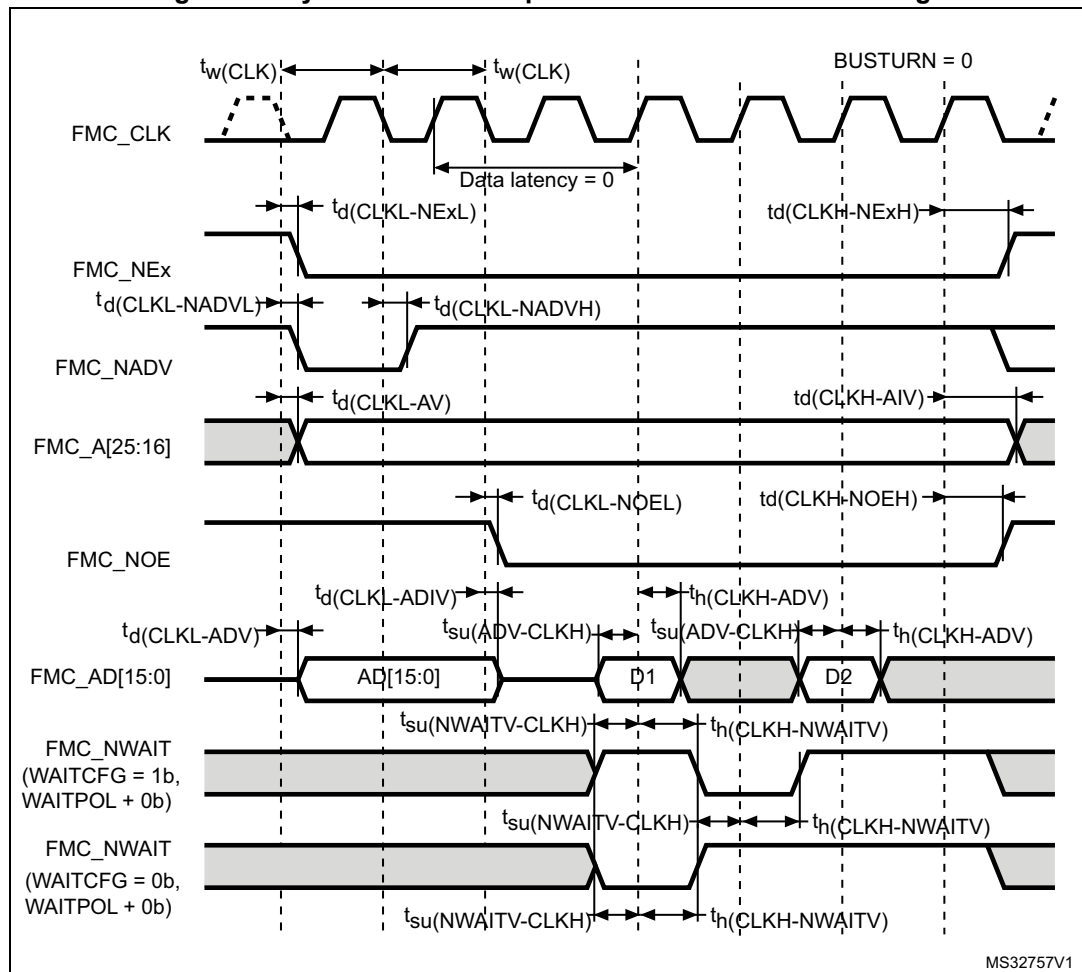 BUSTURN = 0
tw(CLK) tw(CLK)
FMC_CLK
Data latency = 0
td(CLKL-NExL) td(CLKH-NExH)
FMC_NEx
td(CLKL-NADVL) td(CLKL-NADVH)
FMC_NADV
td(CLKL-AV) td(CLKH-AIV)
FMC_A[25:16]
td(CLKL-NOEL) td(CLKH-NOEH)
FMC_NOE
td(CLKL-ADIV) th(CLKH-ADV)
td(CLKL-ADV) tsu(ADV-CLKH) tsu(ADV-CLKH) th(CLKH-ADV)
FMC_AD[15:0] AD[15:0] D1 D2
tsu(NWAITV-CLKH) th(CLKH-NWAITV)
FMC_NWAIT
(WAITCFG = 1b,
WAITPOL + 0b)
tsu(NWAITV-CLKH) th(CLKH-NWAITV)
FMC_NWAIT
(WAITCFG = 0b,
WAITPOL + 0b)
tsu(NWAITV-CLKH) th(CLKH-NWAITV)
MS32757V1